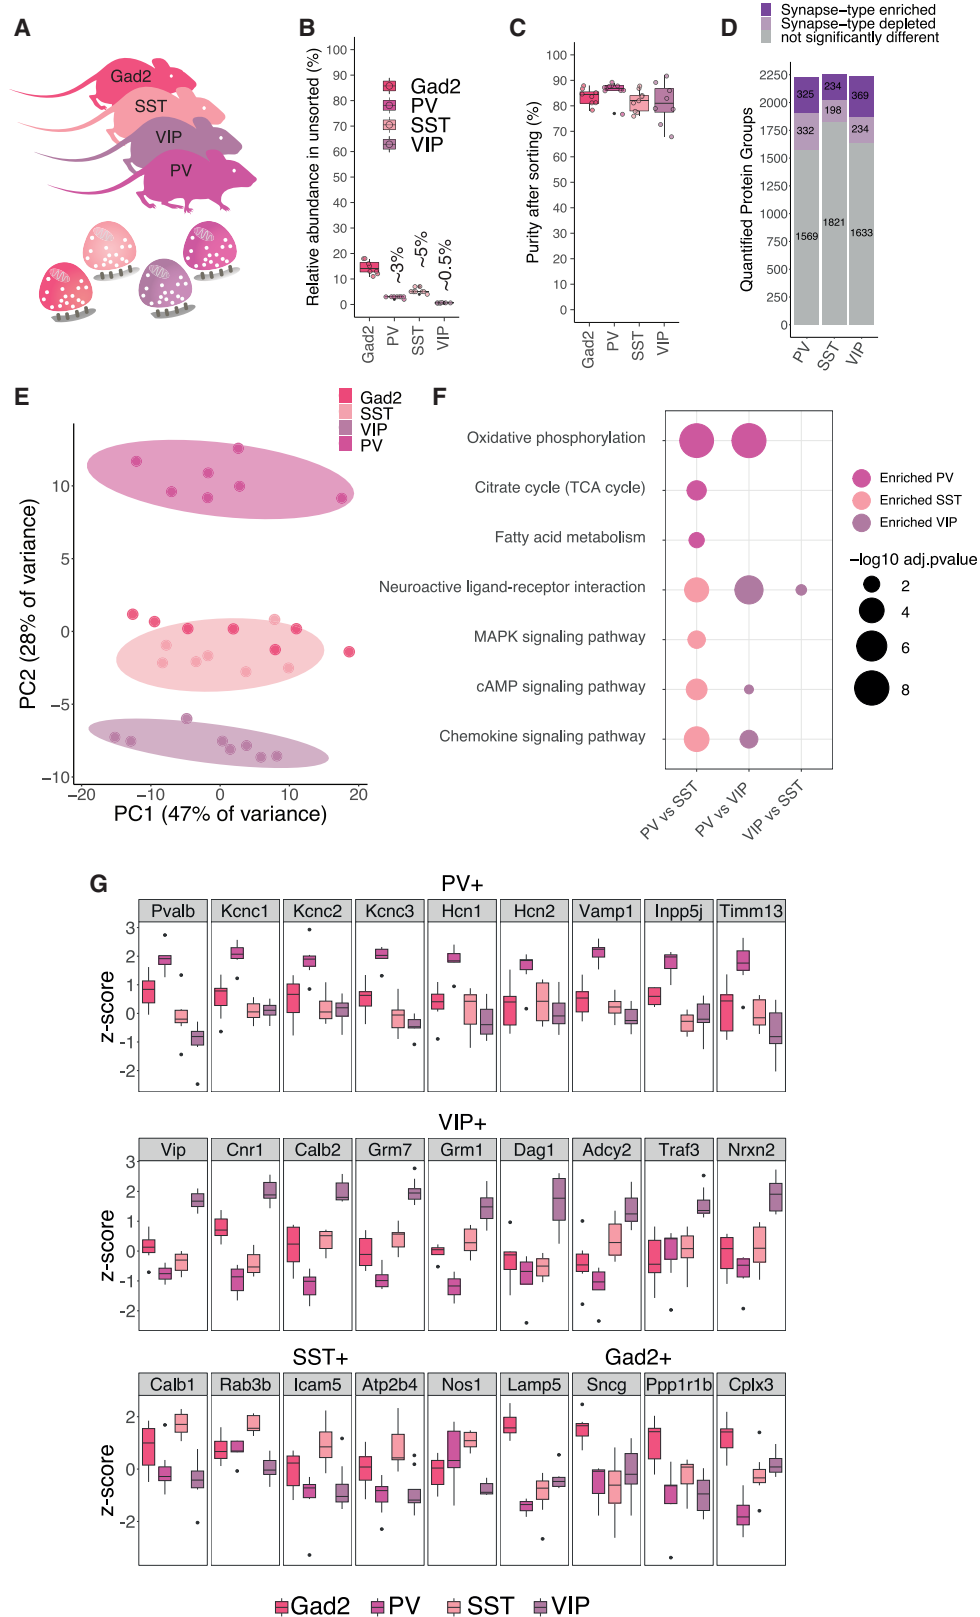 A
Gad2
SST
VIP
PV
B
Relative abundance in unsorted (%)
100
90
80
70
60
50
40
30
20
10
0
Gad2
PV
SST
VIP
~3%
~5%
~0.5%
Gad2
PV
SST
VIP
C
Purity after sorting (%)
100
90
80
70
60
50
40
30
20
10
0
Gad2
PV
SST
VIP
D
Synapse−type enriched
Synapse−type depleted
not significantly different
Quantified Protein Groups
2250
2000
1750
1500
1250
1000
750
500
250
0
325
234
369
332
198
234
1569
1821
1633
PV
SST
VIP
E
Gad2
SST
VIP
PV
PC2 (28% of variance)
10
5
0
−5
−10
−20
−10
0
10
20
PC1 (47% of variance)
F
Oxidative phosphorylation
Citrate cycle (TCA cycle)
Fatty acid metabolism
Neuroactive ligand−receptor interaction
MAPK signaling pathway
cAMP signaling pathway
Chemokine signaling pathway
PV vs SST
PV vs VIP
VIP vs SST
Enriched PV
Enriched SST
Enriched VIP
−log10 adj.pvalue
2
4
6
8
G
PV+
Pvalb Kcnc1 Kcnc2 Kcnc3 Hcn1 Hcn2 Vamp1 Inpp5j Timm13
z-score
3
2
1
0
-1
-2
VIP+
Vip Cnr1 Calb2 Grm7 Grm1 Dag1 Adcy2 Traf3 Nrxn2
z-score
3
2
1
0
-1
-2
SST+ Gad2+
Calb1 Rab3b Icam5 Atp2b4 Nos1 Lamp5 Sncg Ppp1r1b Cplx3
z-score
2
0
-2
Gad2 PV SST VIP